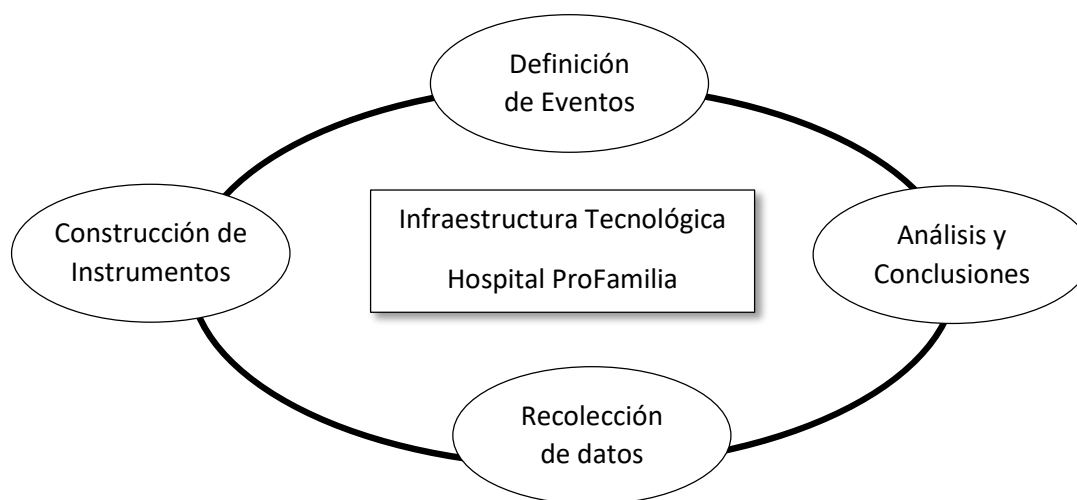 Definición
de Eventos
Construcción de
Instrumentos
Infraestructura Tecnológica
Hospital ProFamilia
Análisis y
Conclusiones
Recolección
de datos